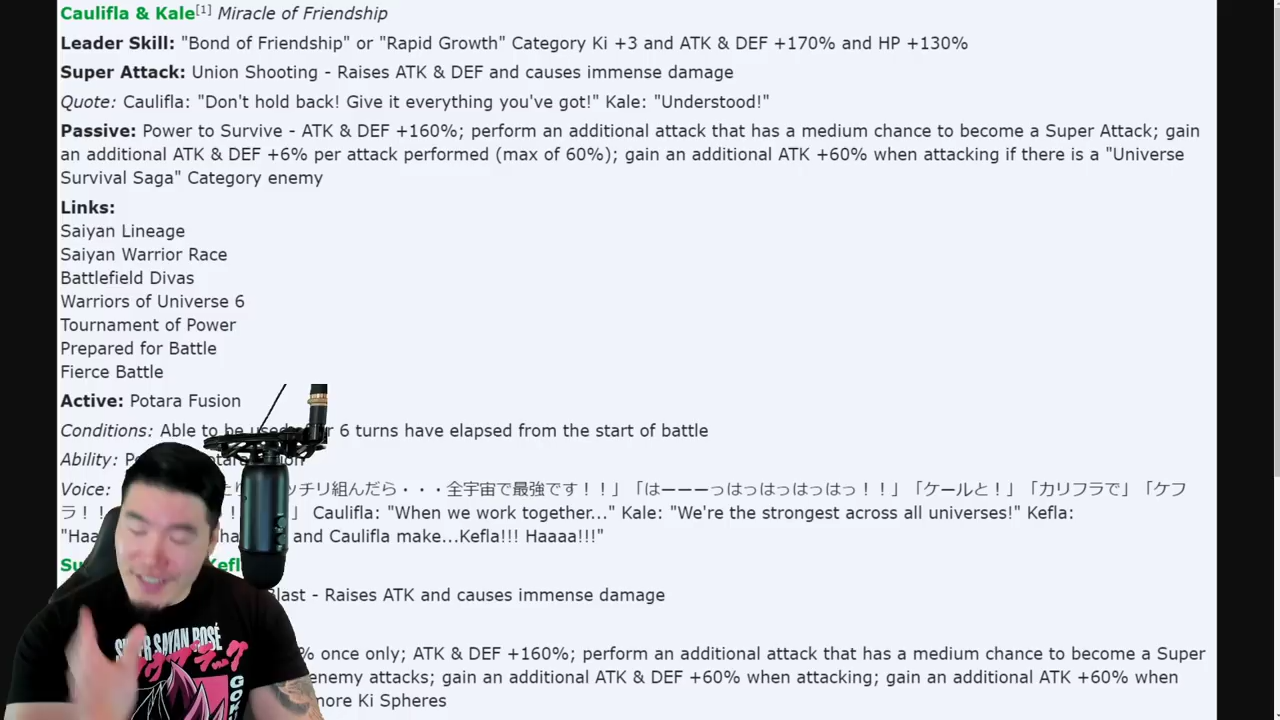 Caulifla & Kale[1] Miracle of Friendship
Leader Skill: "Bond of Friendship" or "Rapid Growth" Category Ki +3 and ATK & DEF +170% and HP +130%
Super Attack: Union Shooting - Raises ATK & DEF and causes immense damage
Quote: Caulifla: "Don't hold back! Give it everything you've got!" Kale: "Understood!"
Passive: Power to Survive - ATK & DEF +160%; perform an additional attack that has a medium chance to become a Super Attack; gain
an additional ATK & DEF +6% per attack performed (max of 60%); gain an additional ATK +60% when attacking if there is a "Universe
Survival Saga" Category enemy
Links:
Saiyan Lineage
Saiyan Warrior Race
Battlefield Divas
Warriors of Universe 6
Tournament of Power
Prepared for Battle
Fierce Battle
Active: Potara Fusion
Conditions: Able to be used 6 turns have elapsed from the start of battle
Ability:
Voice: ッチリ組んだら・・・全宇宙で最強です！！」「はーーーっはっはっはっはっ！！」「ケールと！」「カリフラで」「ケフ
ラ！！ 」 Caulifla: "When we work together..." Kale: "We're the strongest across all universes!" Kefla:
and Caulifla make...Kefla!!! Haaaa!!!"
Blast - Raises ATK and causes immense damage
% once only; ATK & DEF +160%; perform an additional attack that has a medium chance to become a Super
enemy attacks; gain an additional ATK & DEF +60% when attacking; gain an additional ATK +60% when
more Ki Spheres
SUPER SAIYAN ROSÉ